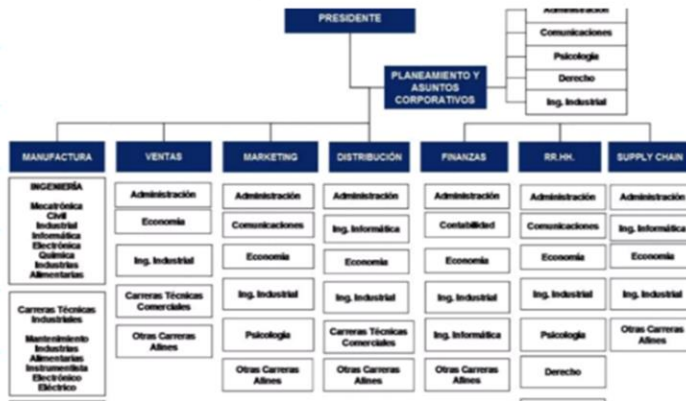 PRESIDENTE
Administración
Comunicaciones
Psicología
Derecho
Ing. Industrial
PLANEAMIENTO Y
ASUNTOS
CORPORATIVOS
MANUFACTURA
INGENIERÍA
Mecatrónica
Civil
Industrial
Informática
Electrónica
Química
Industrias
Alimentarias
Carreras Técnicas
Industriales
Mantenimiento
Industrias
Alimentarias
Instrumentista
Electrónico
Eléctrico
VENTAS
Administración
Economía
Ing. Industrial
Carreras Técnicas
Comerciales
Otras Carreras
Afines
MARKETING
Administración
Comunicaciones
Economía
Ing. Industrial
Psicología
Otras Carreras
Afines
DISTRIBUCIÓN
Administración
Ing. Informática
Economía
Ing. Industrial
Carreras Técnicas
Comerciales
Otras Carreras
Afines
FINANZAS
Administración
Contabilidad
Economía
Ing. Industrial
Ing. Informática
Otras Carreras
Afines
RR.HH.
Administración
Comunicaciones
Economía
Ing. Industrial
Psicología
Derecho
SUPPLY CHAIN
Administración
Ing. Informática
Economía
Ing. Industrial
Otras Carreras
Afines